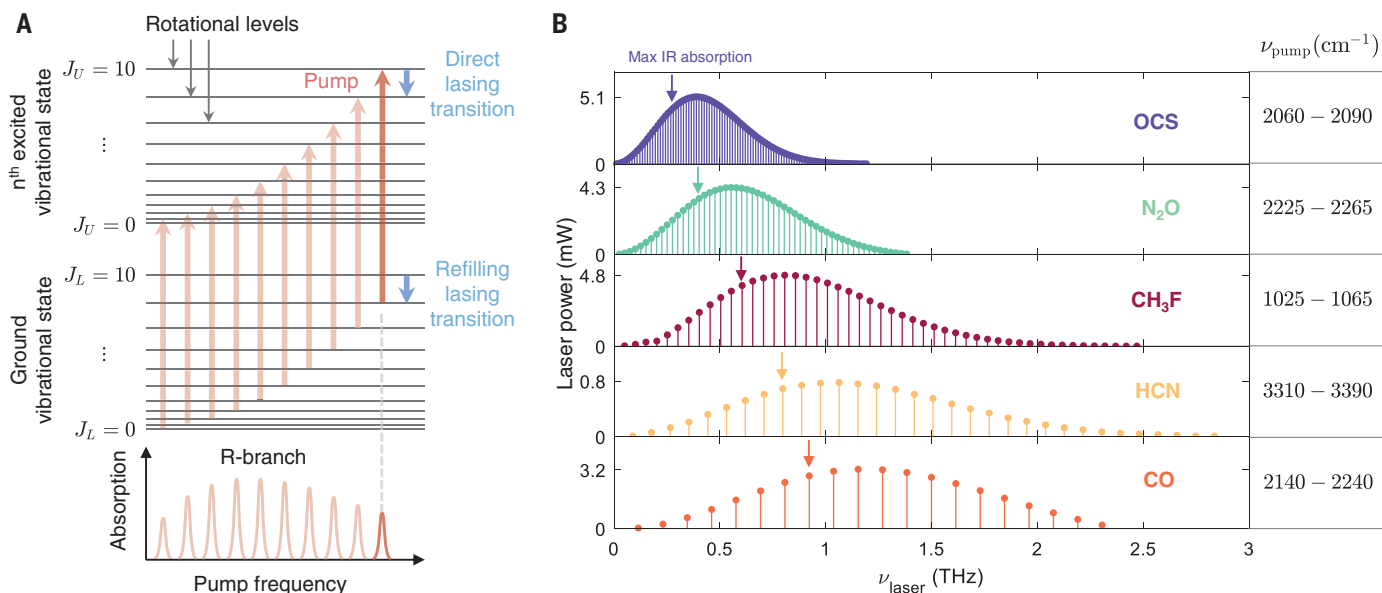 A
Rotational levels
J_U = 10
Pump
Direct
lasing
transition
nth excited
vibrational state
...
J_U = 0
J_L = 10
Refilling
lasing
transition
Ground
vibrational state
...
J_L = 0
R-branch
Absorption
Pump frequency
B
ν_pump(cm⁻¹)
Max IR absorption
5.1
0
OCS
2060 – 2090
4.3
0
N₂O
2225 – 2265
4.8
0
CH₃F
1025 – 1065
0.8
0
HCN
3310 – 3390
3.2
0
CO
2140 – 2240
Laser power (mW)
0 0.5 1 1.5 2 2.5 3
ν_laser (THz)